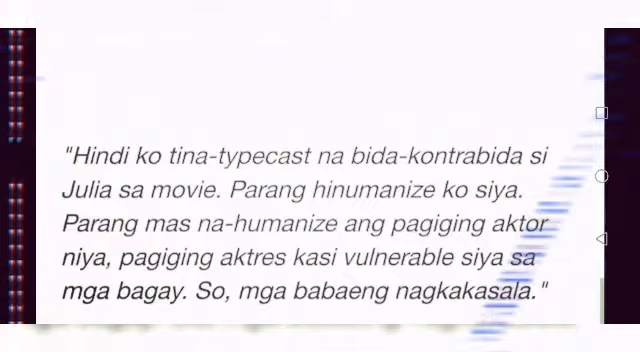 "Hindi ko tina-typecast na bida-kontrabida si
Julia sa movie. Parang hinumanize ko siya.
Parang mas na-humanize ang pagiging aktor
niya, pagiging aktres kasi vulnerable siya sa
mga bagay. So, mga babaeng nagkakasala."